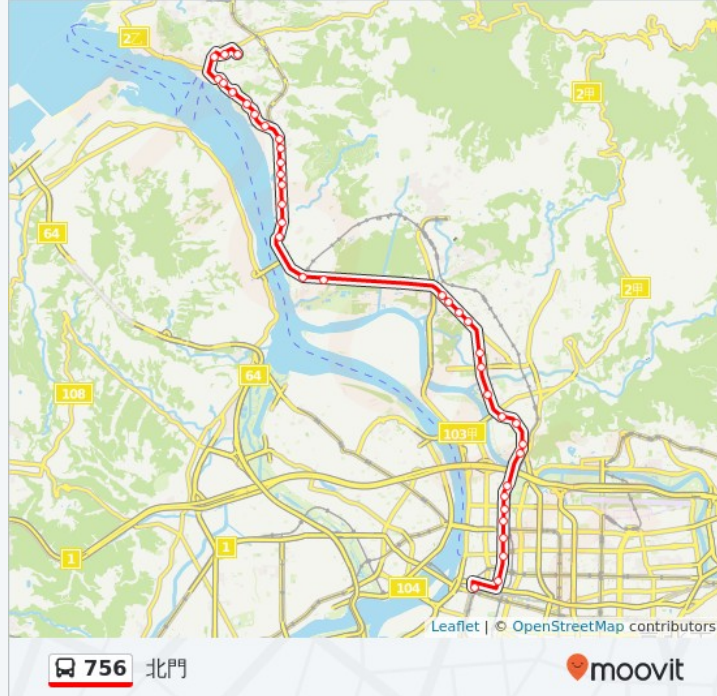 2乙
2甲
64
2甲
64
108
103甲
1
1
104
Leaflet | © OpenStreetMap contributors
756 北門
moovit